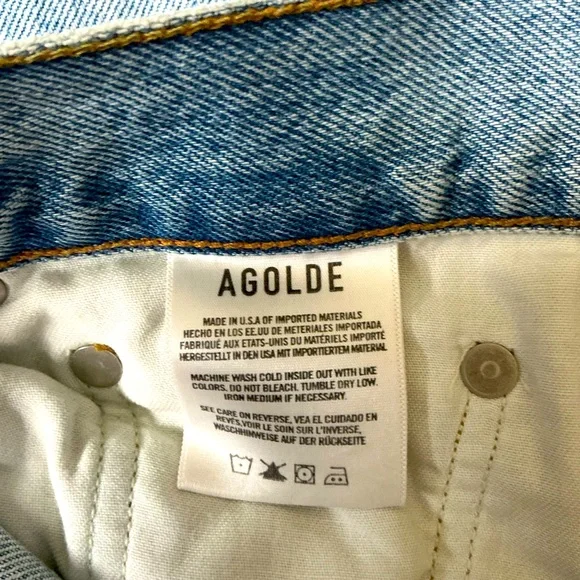 AGOLDE
MADE IN U.S.A OF IMPORTED MATERIALS
HECHO EN LOS EE.UU DE METERIALES IMPORTADA
FABRIQUÉ AUX ETATS-UNIS DU MATÉRIELS IMPORTÉ
HERGESTELLT IN DEN USA MIT IMPORTIERTEM MATERIAL
MACHINE WASH COLD INSIDE OUT WITH LIKE
COLORS. DO NOT BLEACH. TUMBLE DRY LOW.
IRON MEDIUM IF NECESSARY.
SEE CARE ON REVERSE, VEA EL CUIDADO EN
REVÉS, VOIR LE SOIN SUR L'INVERSE,
WASCHHINWEISE AUF DER RÜCKSEITE